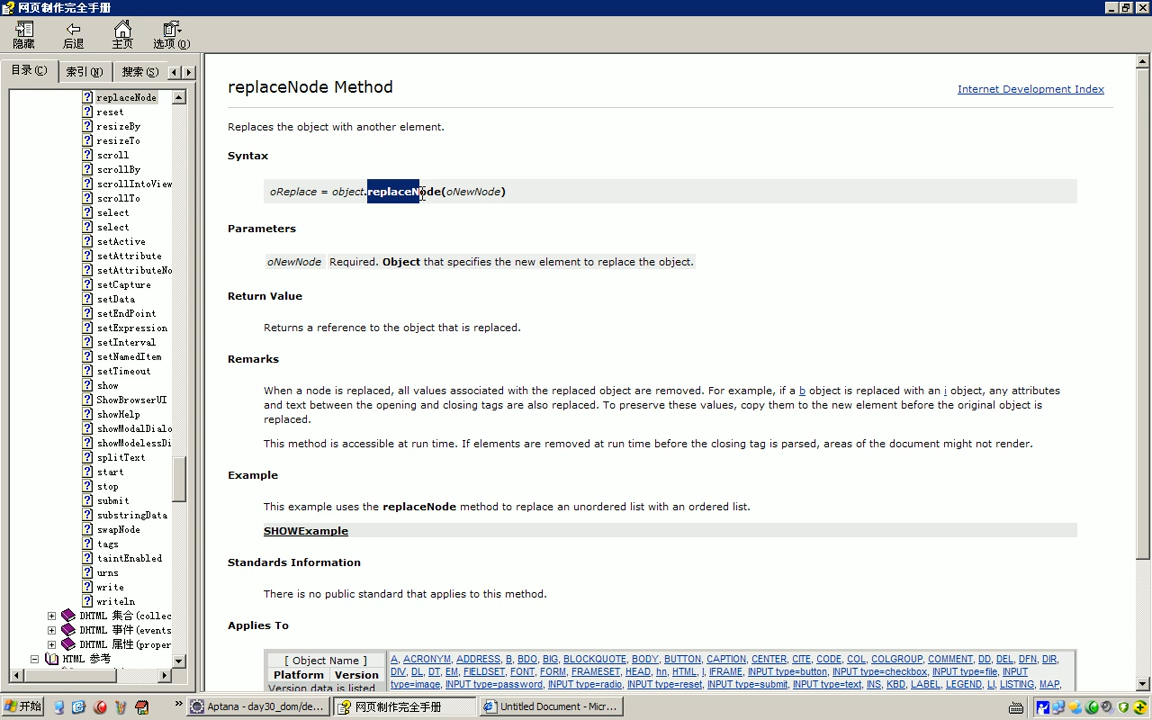 网页制作完全手册
隐藏
后退
主页
选项(O)
目录(C)
索引(N)
搜索(S)
replaceNode
reset
resizeBy
resizeTo
scroll
scrollBy
scrollIntoView
scrollTo
select
select
setActive
setAttribute
setAttributeNo
setCapture
setData
setEndPoint
setExpression
setInterval
setNamedItem
setTimeout
show
ShowBrowserUI
showHelp
showModalDialo
showModelessDi
splitText
start
stop
submit
substringData
swapNode
tags
taintEnabled
urns
write
writeln
DHTML 集合(collec
DHTML 事件(events
DHTML 属性(proper
HTML 参考
replaceNode Method
Internet Development Index
Replaces the object with another element.
Syntax
oReplace = object.replaceNode(oNewNode)
Parameters
oNewNode Required. Object that specifies the new element to replace the object.
Return Value
Returns a reference to the object that is replaced.
Remarks
When a node is replaced, all values associated with the replaced object are removed. For example, if a b object is replaced with an i object, any attributes
and text between the opening and closing tags are also replaced. To preserve these values, copy them to the new element before the original object is
replaced.
This method is accessible at run time. If elements are removed at run time before the closing tag is parsed, areas of the document might not render.
Example
This example uses the replaceNode method to replace an unordered list with an ordered list.
SHOWExample
Standards Information
There is no public standard that applies to this method.
Applies To
[ Object Name ]
Platform Version
Version data is listed
A, ACRONYM, ADDRESS, B, BDO, BIG, BLOCKQUOTE, BODY, BUTTON, CAPTION, CENTER, CITE, CODE, COL, COLGROUP, COMMENT, DD, DEL, DFN, DIR,
DIV, DL, DT, EM, FIELDSET, FONT, FORM, FRAMESET, HEAD, hn, HTML, I, IFRAME, INPUT type=button, INPUT type=checkbox, INPUT type=file, INPUT
type=image, INPUT type=password, INPUT type=radio, INPUT type=reset, INPUT type=submit, INPUT type=text, INS, KBD, LABEL, LEGEND, LI, LISTING, MAP,
开始
Aptana - day30_dom/de...
网页制作完全手册
Untitled Document - Micr...